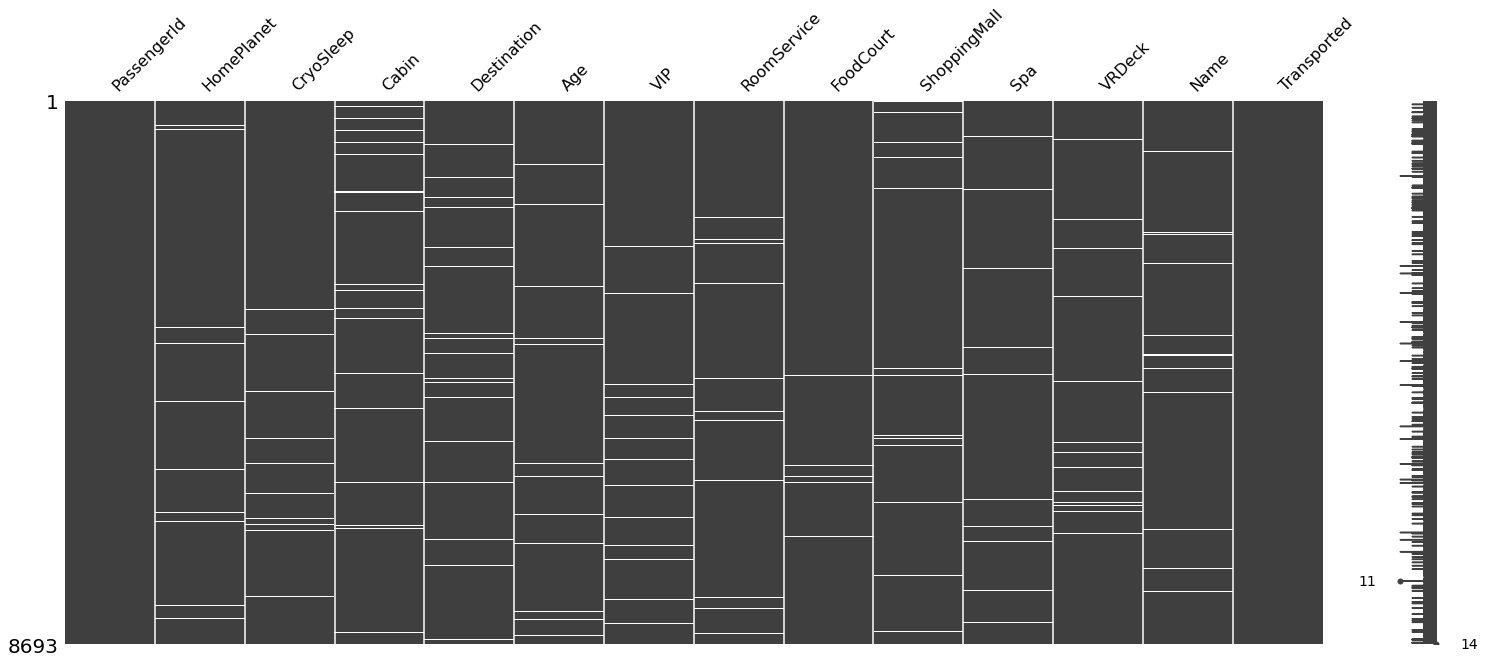 PassengerId
HomePlanet
CryoSleep
Cabin
Destination
Age
VIP
RoomService
FoodCourt
ShoppingMall
Spa
VRDeck
Name
Transported
1
11
8693
14